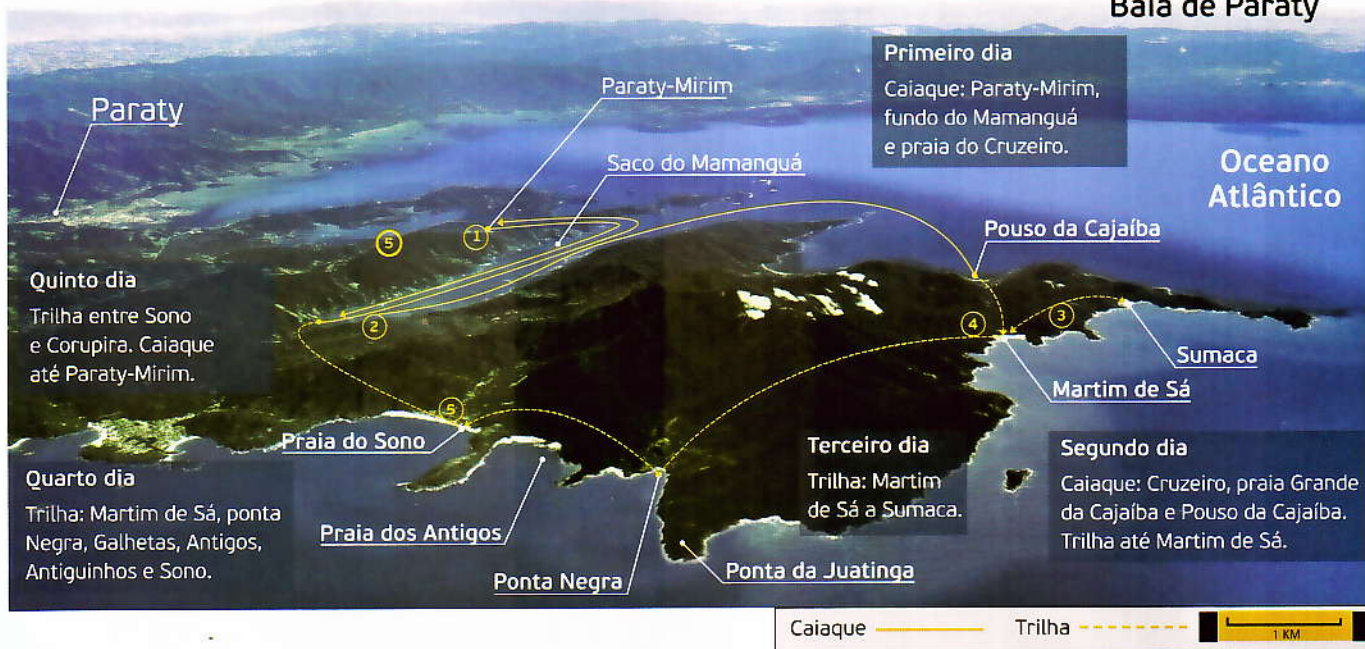 Baía de Paraty
Primeiro dia
Caiaque: Paraty-Mirim,
fundo do Mamanguá
e praia do Cruzeiro.
Paraty
Paraty-Mirim
Saco do Mamanguá
Oceano
Atlântico
Pouso da Cajaíba
5
1
Quinto dia
Trilha entre Sono
e Corupira. Caiaque
até Paraty-Mirim.
2
4
3
Sumaca
Martim de Sá
5
Praia do Sono
Quarto dia
Trilha: Martim de Sá, ponta
Negra, Galhetas, Antigos,
Antiguinhos e Sono.
Praia dos Antigos
Ponta Negra
Ponta da Juatinga
Terceiro dia
Trilha: Martim
de Sá a Sumaca.
Segundo dia
Caiaque: Cruzeiro, praia Grande
da Cajaíba e Pouso da Cajaíba.
Trilha até Martim de Sá.
Caiaque
Trilha
1 KM